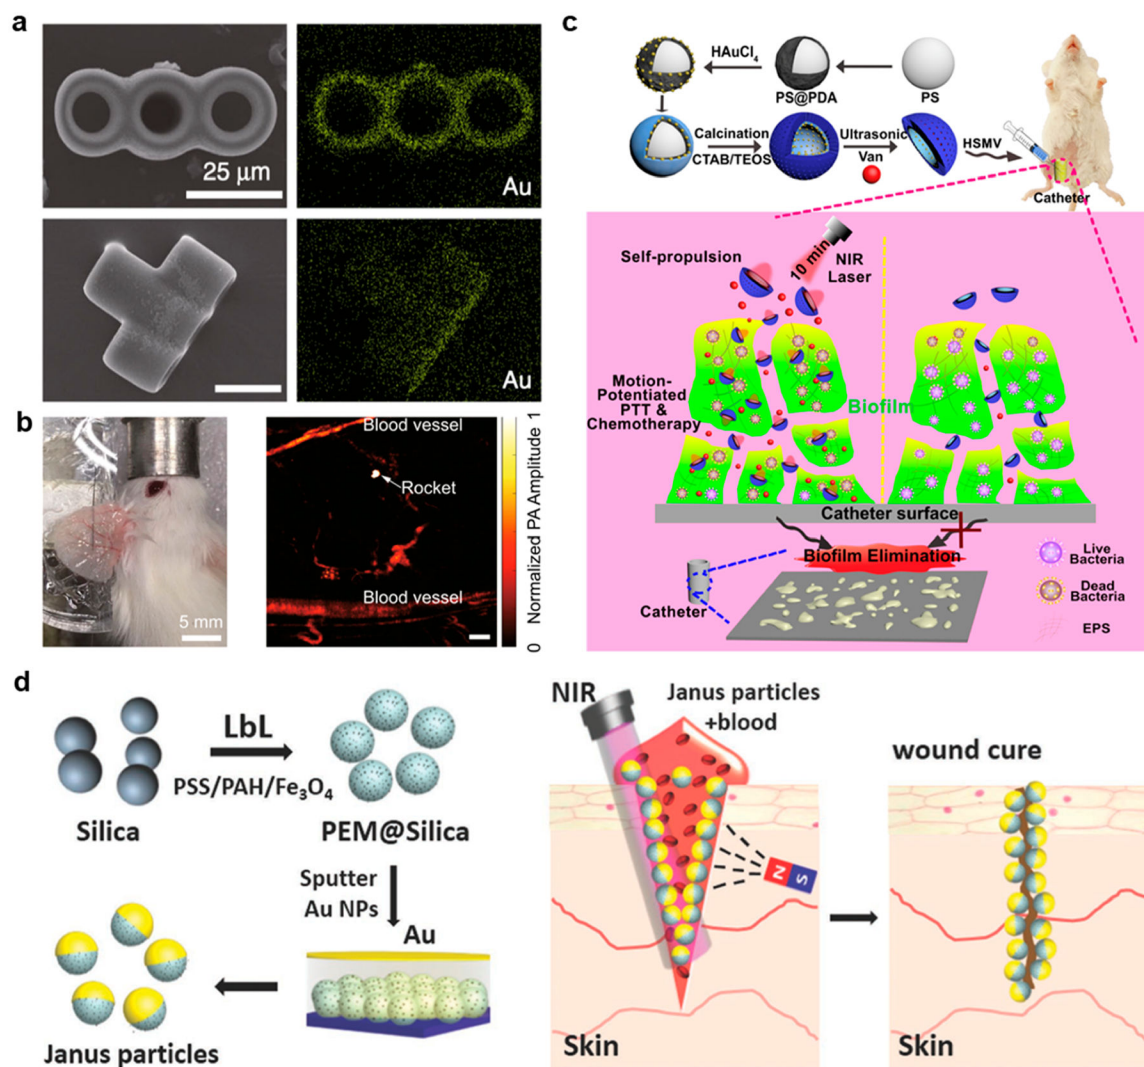 a
25 µm
Au
Au
b
5 mm
Blood vessel
Rocket
Blood vessel
0 Normalized PA Amplitude 1
c
HAuCl4
PS@PDA
PS
Calcination
CTAB/TEOS
Ultrasonic
Van
HSMV
Catheter
Self-propulsion
10 min
NIR
Laser
Motion-
Potentiated
PTT &
Chemotherapy
Biofilm
Catheter surface
Biofilm Elimination
Catheter
Live
Bacteria
Dead
Bacteria
EPS
d
LbL
PSS/PAH/Fe3O4
Silica
PEM@Silica
Sputter
Au NPs
Au
Janus particles
NIR
Janus particles
+blood
N S
Skin
wound cure
Skin